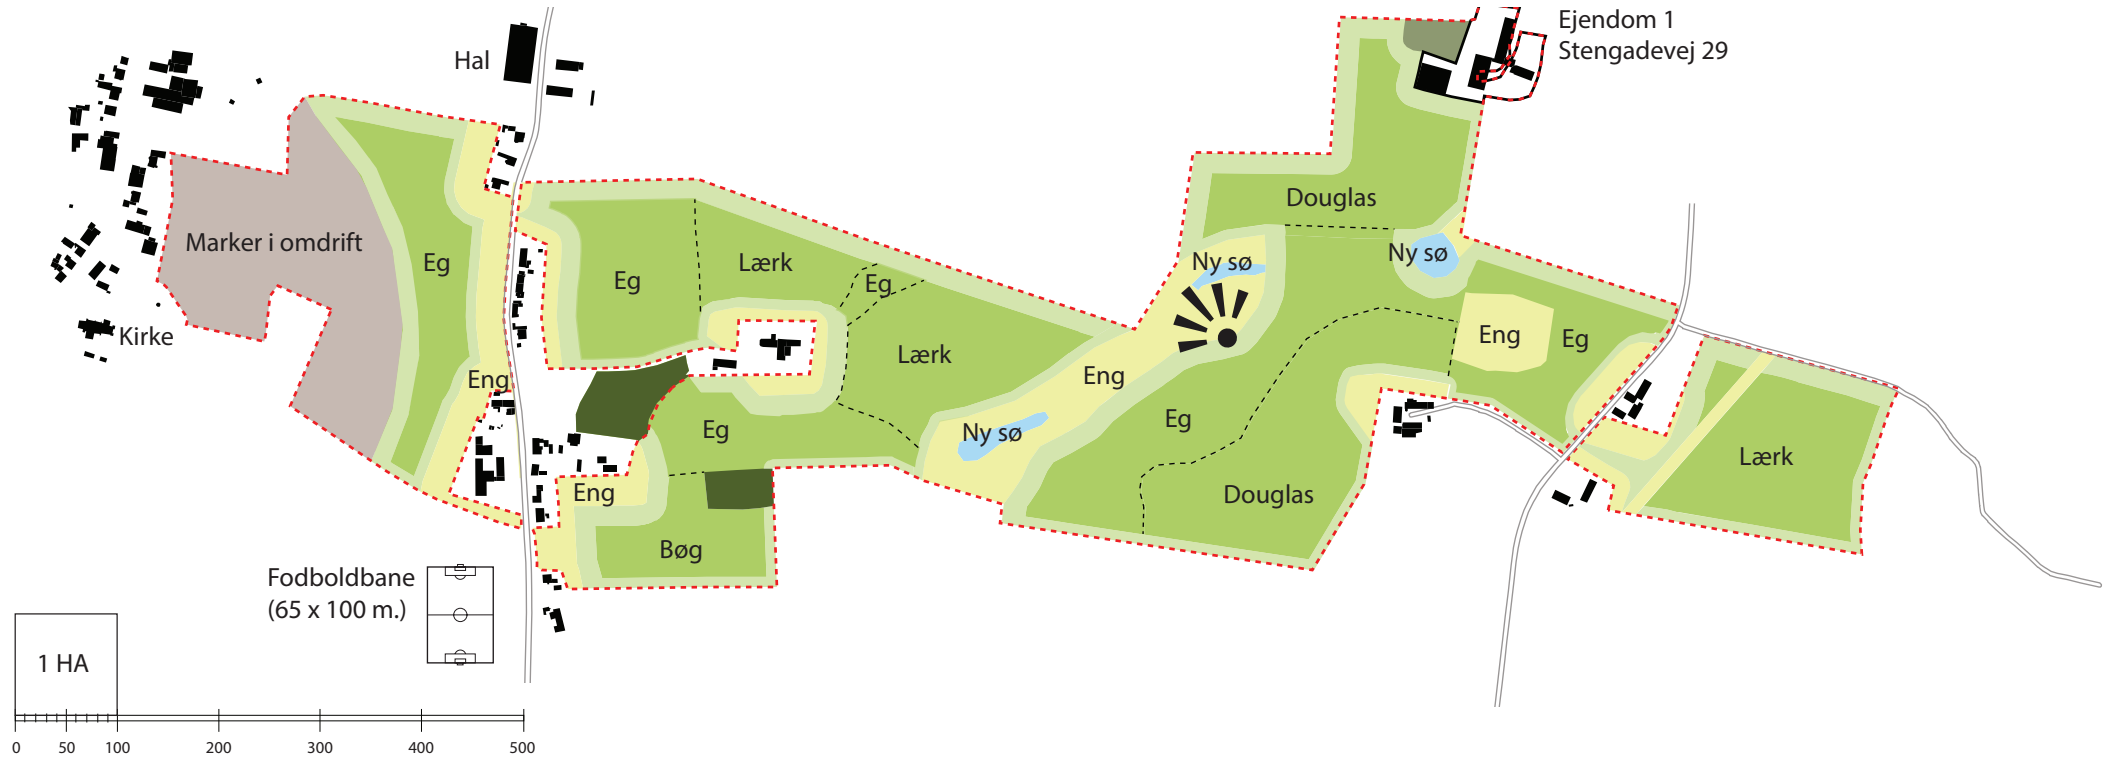 Ejendom 1
Stengadevej 29
Hal
Douglas
Marker i omdrift
Eg
Eg
Lærk
Eg
Ny sø
Ny sø
Kirke
Eng
Lærk
Eng
Eng
Eg
Eg
Ny sø
Eg
Lærk
Eng
Douglas
Bøg
Fodboldbane
(65 x 100 m.)
1 HA
0 50 100 200 300 400 500